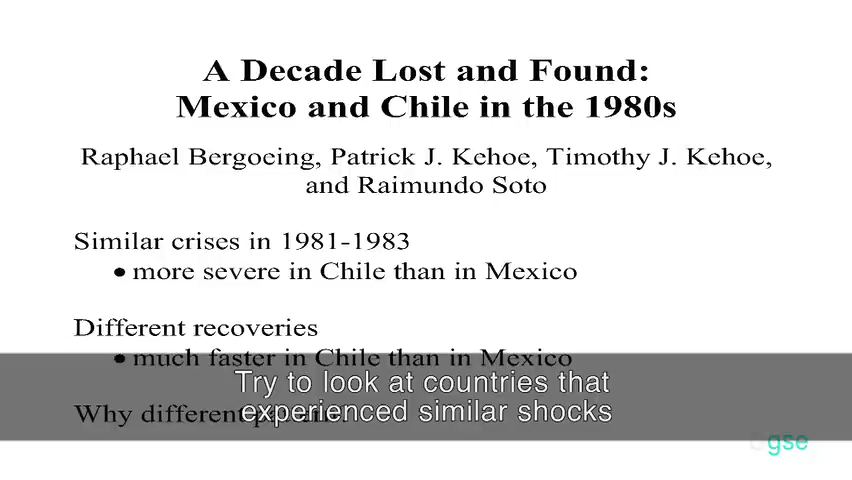 A Decade Lost and Found:
Mexico and Chile in the 1980s
Raphael Bergoeing, Patrick J. Kehoe, Timothy J. Kehoe,
and Raimundo Soto
Similar crises in 1981-1983
• more severe in Chile than in Mexico
Different recoveries
• much faster in Chile than in Mexico
Try to look at countries that
Why different
experienced similar shocks
gse